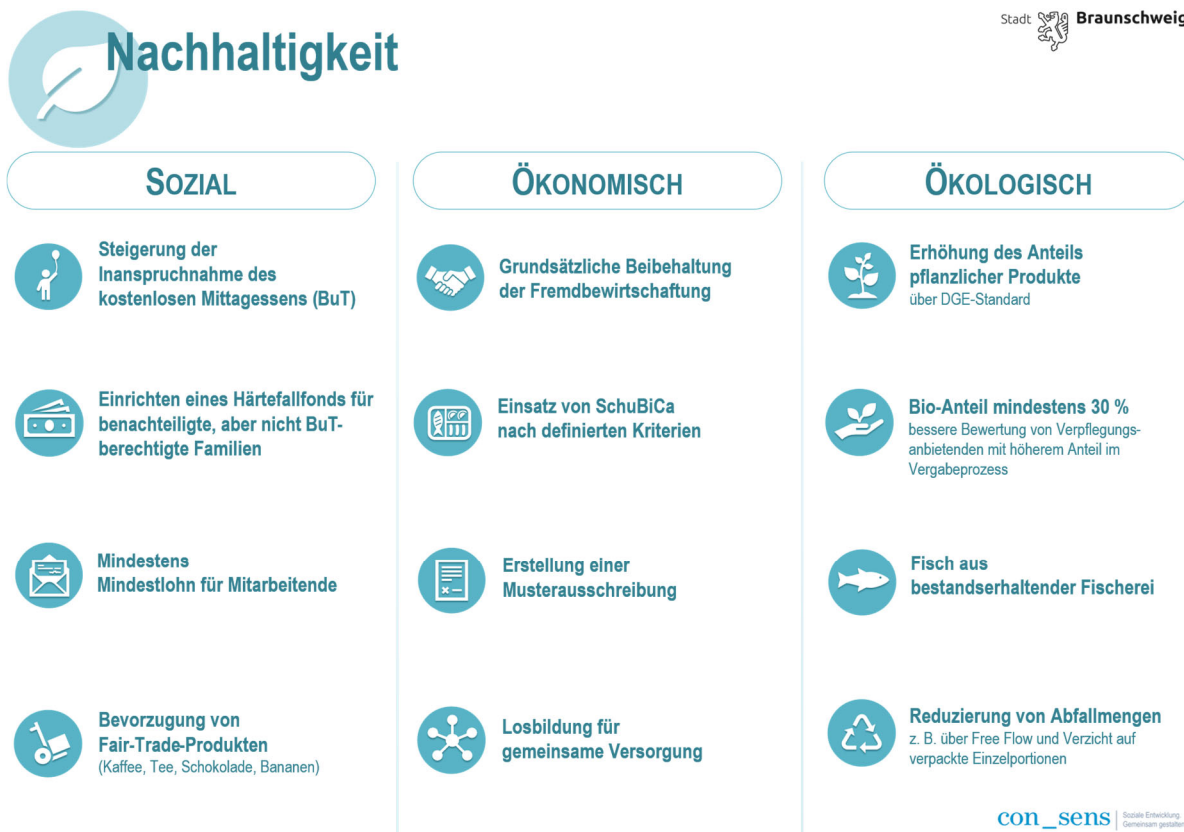 Nachhaltigkeit
Stadt Braunschweig
SOZIAL
Steigerung der
Inanspruchnahme des
kostenlosen Mittagessens (BuT)
Einrichten eines Härtefallfonds für
benachteiligte, aber nicht BuT-
berechtigte Familien
Mindestens
Mindestlohn für Mitarbeitende
Bevorzugung von
Fair-Trade-Produkten
(Kaffee, Tee, Schokolade, Bananen)
ÖKONOMISCH
Grundsätzliche Beibehaltung
der Fremdbewirtschaftung
Einsatz von SchuBiCa
nach definierten Kriterien
Erstellung einer
Musterausschreibung
Losbildung für
gemeinsame Versorgung
ÖKOLOGISCH
Erhöhung des Anteils
pflanzlicher Produkte
über DGE-Standard
Bio-Anteil mindestens 30 %
bessere Bewertung von Verpflegungs-
anbietenden mit höherem Anteil im
Vergabeprozess
Fisch aus
bestandserhaltender Fischerei
Reduzierung von Abfallmengen
z. B. über Free Flow und Verzicht auf
verpackte Einzelportionen
con_sens
Soziale Entwicklung.
Gemeinsam gestalten.